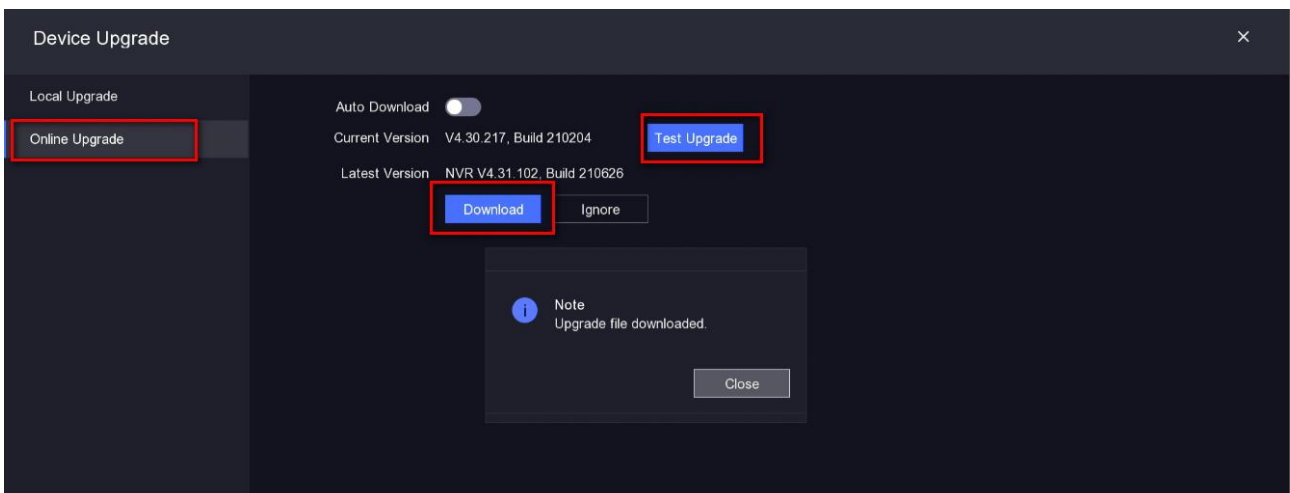 Device Upgrade
Local Upgrade
Online Upgrade
Auto Download
Current Version V4.30.217, Build 210204 Test Upgrade
Latest Version NVR V4.31.102, Build 210626
Download Ignore
Note
Upgrade file downloaded.
Close